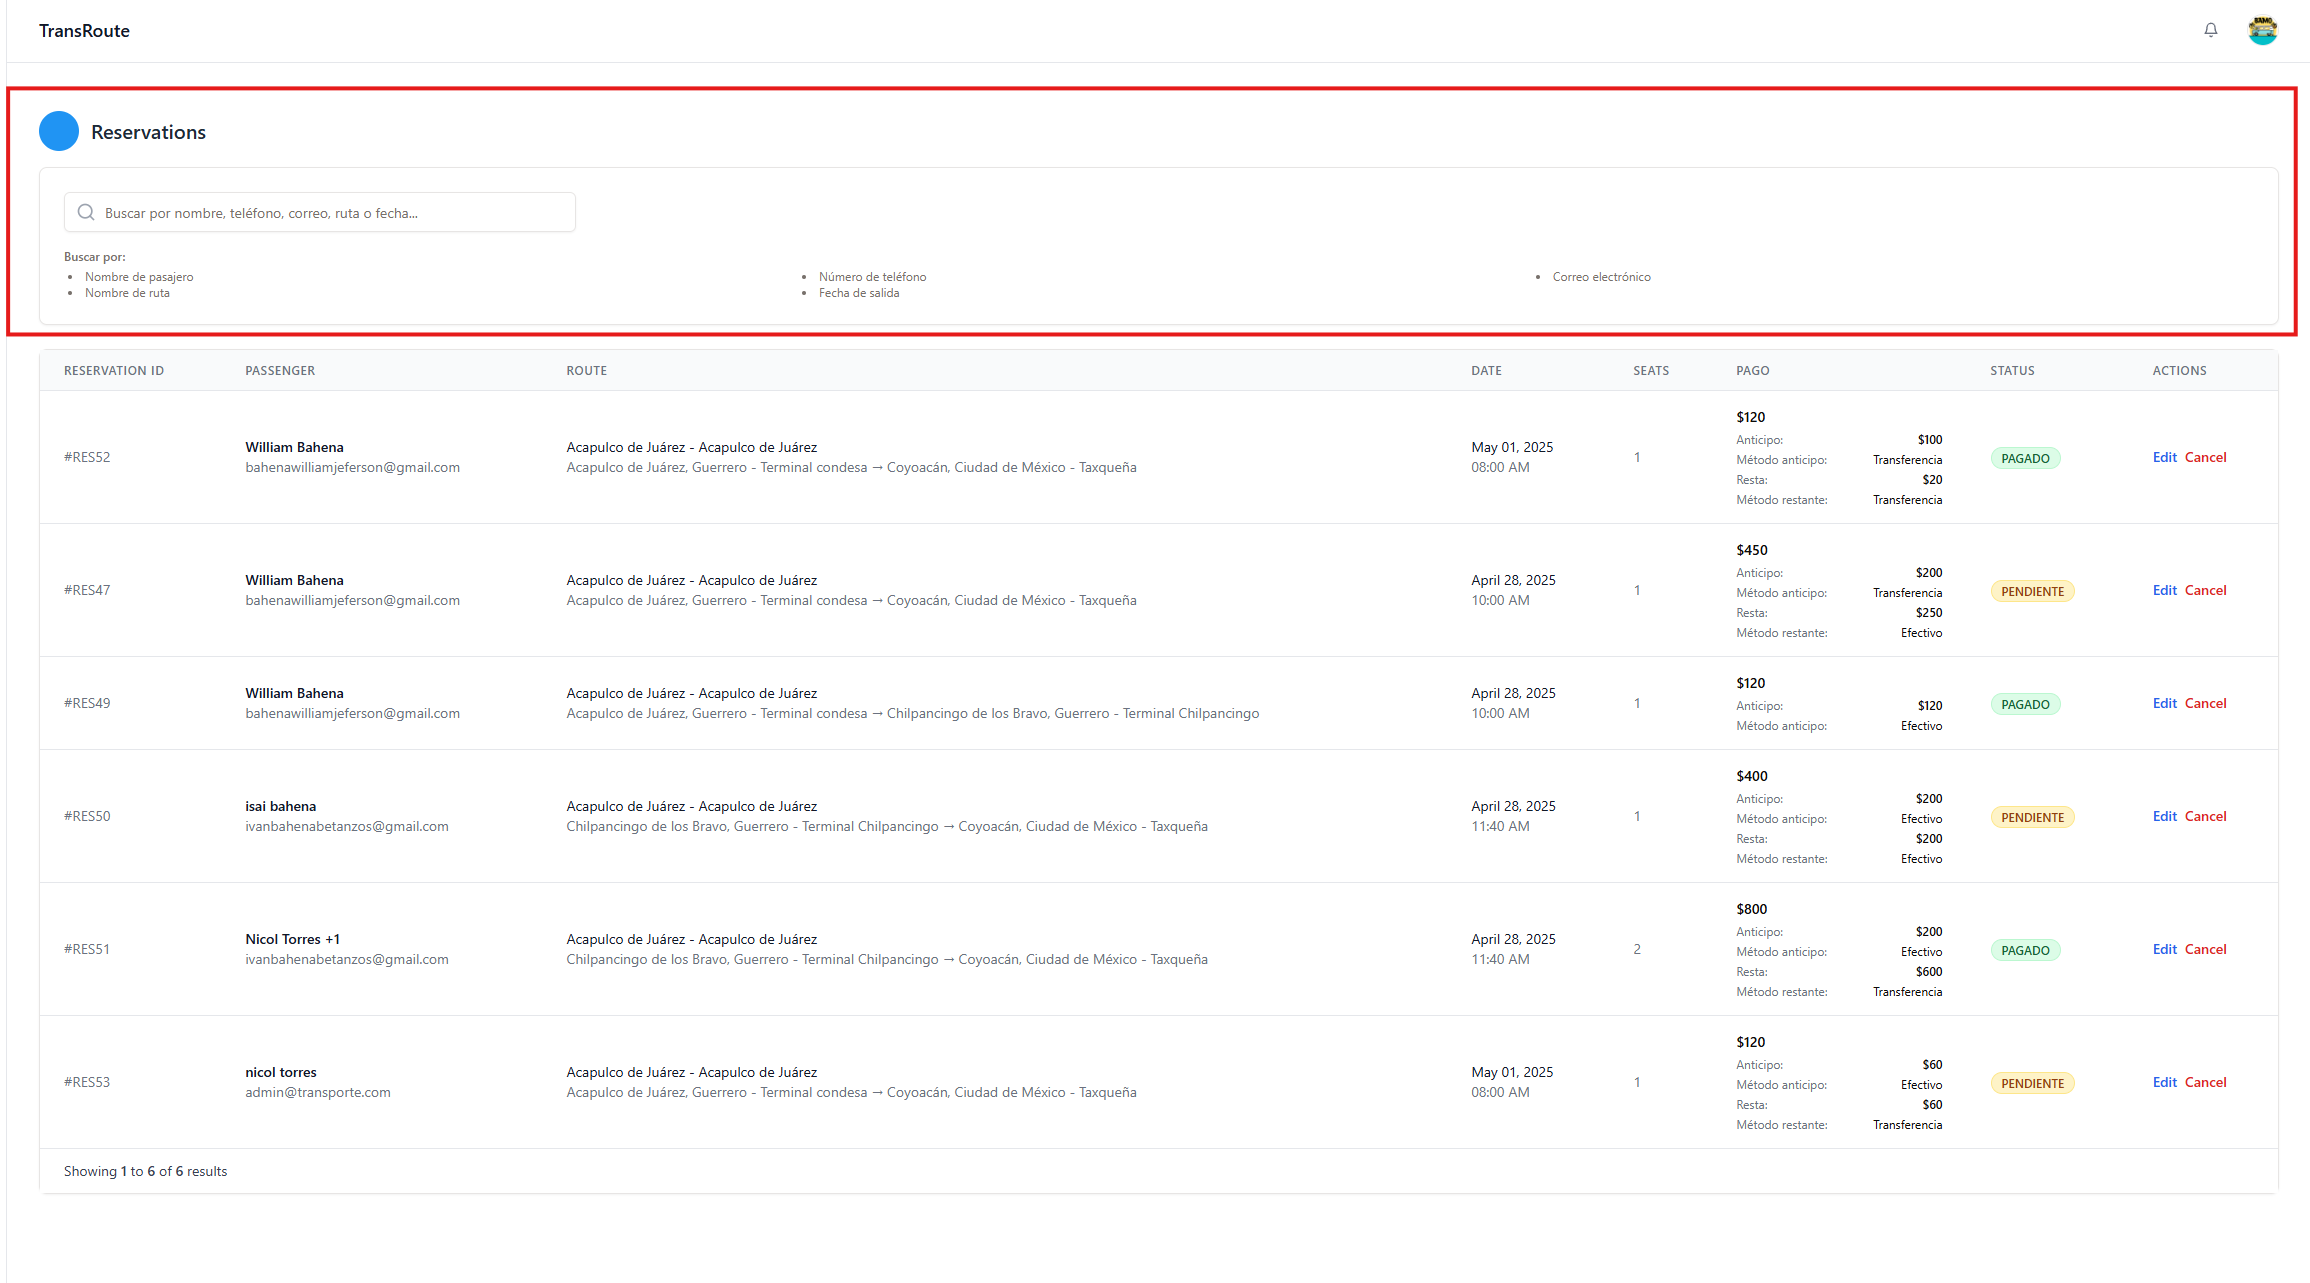 TransRoute
SAMO
Reservations
Buscar por nombre, teléfono, correo, ruta o fecha...
Buscar por:
• Nombre de pasajero
• Número de teléfono
• Correo electrónico
• Nombre de ruta
• Fecha de salida
RESERVATION ID PASSENGER ROUTE DATE SEATS PAGO STATUS ACTIONS
#RES52
William Bahena
bahenawilliamjeferson@gmail.com
Acapulco de Juárez - Acapulco de Juárez
Acapulco de Juárez, Guerrero - Terminal condesa → Coyoacán, Ciudad de México - Taxqueña
May 01, 2025
08:00 AM
1
$120
Anticipo: $100
Método anticipo: Transferencia
Resta: $20
Método restante: Transferencia
PAGADO
Edit Cancel
#RES47
William Bahena
bahenawilliamjeferson@gmail.com
Acapulco de Juárez - Acapulco de Juárez
Acapulco de Juárez, Guerrero - Terminal condesa → Coyoacán, Ciudad de México - Taxqueña
April 28, 2025
10:00 AM
1
$450
Anticipo: $200
Método anticipo: Transferencia
Resta: $250
Método restante: Efectivo
PENDIENTE
Edit Cancel
#RES49
William Bahena
bahenawilliamjeferson@gmail.com
Acapulco de Juárez - Acapulco de Juárez
Acapulco de Juárez, Guerrero - Terminal condesa → Chilpancingo de los Bravo, Guerrero - Terminal Chilpancingo
April 28, 2025
10:00 AM
1
$120
Anticipo: $120
Método anticipo: Efectivo
PAGADO
Edit Cancel
#RES50
isai bahena
ivanbahenabetanzos@gmail.com
Acapulco de Juárez - Acapulco de Juárez
Chilpancingo de los Bravo, Guerrero - Terminal Chilpancingo → Coyoacán, Ciudad de México - Taxqueña
April 28, 2025
11:40 AM
1
$400
Anticipo: $200
Método anticipo: Efectivo
Resta: $200
Método restante: Efectivo
PENDIENTE
Edit Cancel
#RES51
Nicol Torres +1
ivanbahenabetanzos@gmail.com
Acapulco de Juárez - Acapulco de Juárez
Chilpancingo de los Bravo, Guerrero - Terminal Chilpancingo → Coyoacán, Ciudad de México - Taxqueña
April 28, 2025
11:40 AM
2
$800
Anticipo: $200
Método anticipo: Efectivo
Resta: $600
Método restante: Transferencia
PAGADO
Edit Cancel
#RES53
nicol torres
admin@transporte.com
Acapulco de Juárez - Acapulco de Juárez
Acapulco de Juárez, Guerrero - Terminal condesa → Coyoacán, Ciudad de México - Taxqueña
May 01, 2025
08:00 AM
1
$120
Anticipo: $60
Método anticipo: Efectivo
Resta: $60
Método restante: Transferencia
PENDIENTE
Edit Cancel
Showing 1 to 6 of 6 results